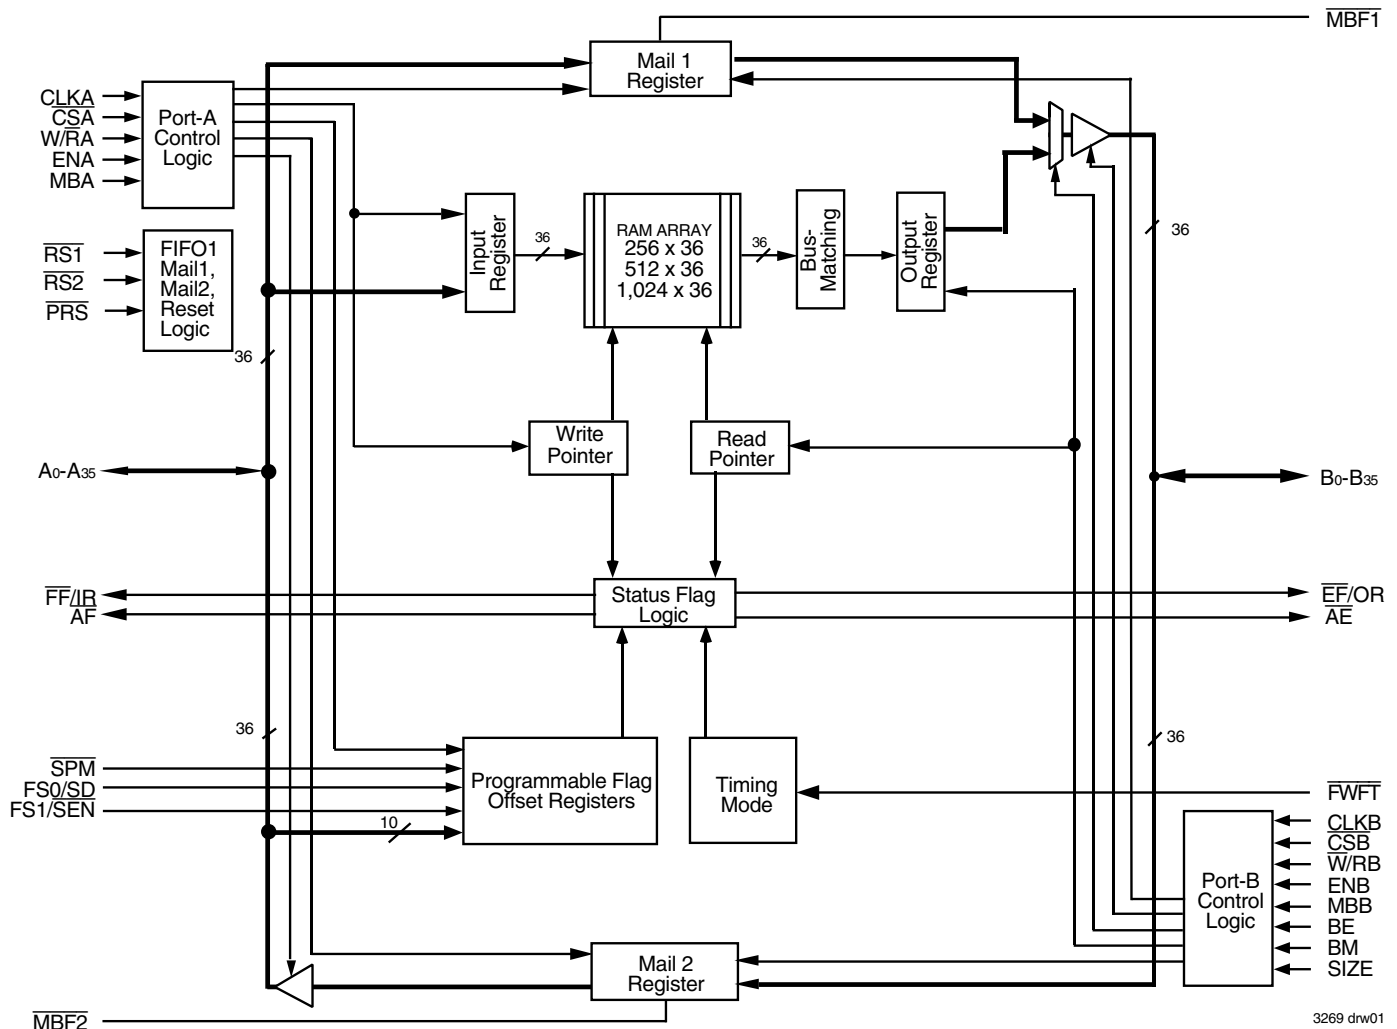 MBF1
Mail 1
Register
CLKA
CSA
W/RA
ENA
MBA
Port-A
Control
Logic
RS1
RS2
PRS
FIFO1
Mail1,
Mail2,
Reset
Logic
36
Input
Register
36
RAM ARRAY
256 x 36
512 x 36
1,024 x 36
36
Bus-
Matching
Output
Register
36
Write
Pointer
Read
Pointer
A0-A35
B0-B35
FF/IR
AF
Status Flag
Logic
EF/OR
AE
36
36
SPM
FS0/SD
FS1/SEN
10
Programmable Flag
Offset Registers
Timing
Mode
FWFT
CLKB
CSB
W/RB
ENB
MBB
BE
BM
SIZE
Port-B
Control
Logic
Mail 2
Register
MBF2
3269 drw01